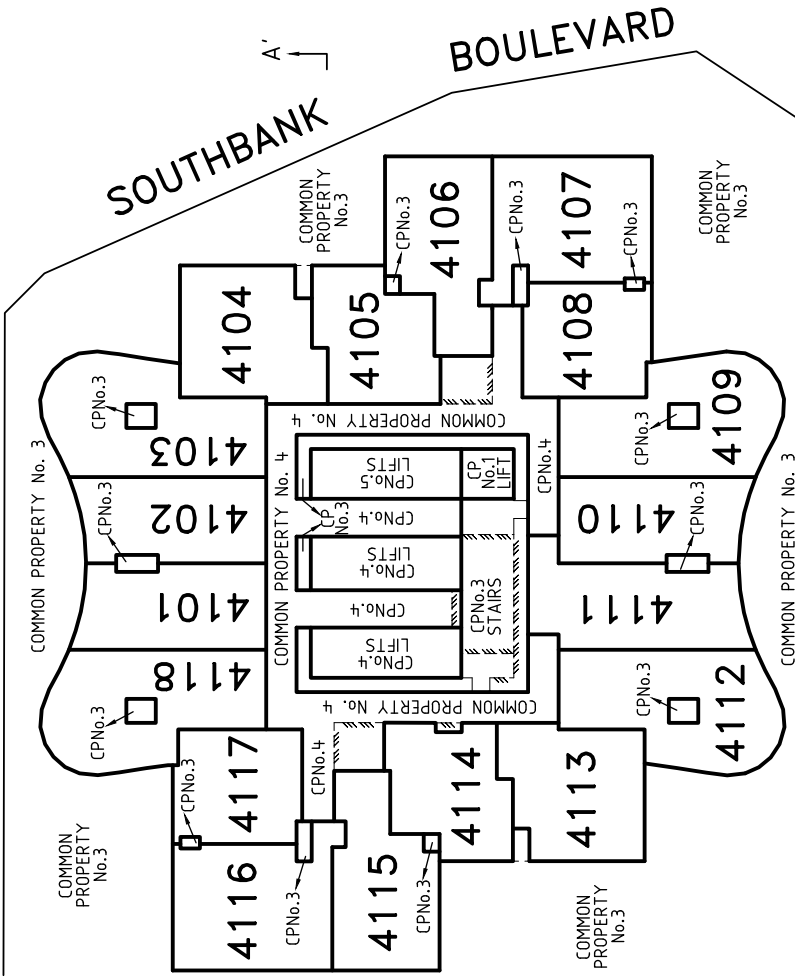 A'
SOUTHBANK
BOULEVARD
COMMON
PROPERTY
No.3
4106
CPNo.3
4107
CPNo.3
CPNo.3
COMMON
PROPERTY
No.3
4104
4105
4108
CPNo.3
4103
COMMON PROPERTY No. 4
CPNo.3
4109
COMMON PROPERTY No. 3
CPNo.3
4102
COMMON PROPERTY No. 4
CPNo.5
LIFTS
CP
No.1
LIFT
CPNo.4
CP
No.3
CPNo.4
4110
CPNo.3
COMMON PROPERTY No. 3
4101
CPNo.4
LIFTS
CPNo.4
CPNo.3
STAIRS
4111
CPNo.3
4118
CPNo.4
LIFTS
COMMON PROPERTY No. 4
CPNo.3
4112
CPNo.3
4117
CPNo.4
4114
4113
COMMON
PROPERTY
No.3
4116
CPNo.3
4115
CPNo.3
COMMON
PROPERTY
No.3